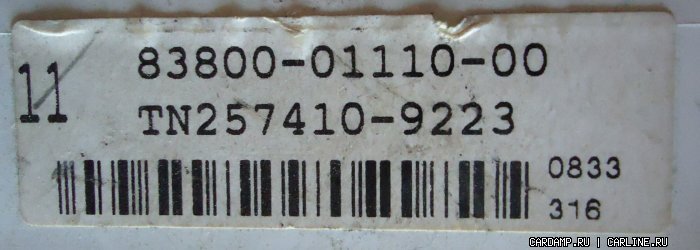 11
83800-01110-00
TN257410-9223
0833
316
CARDAMP.RU | CARLINE.RU